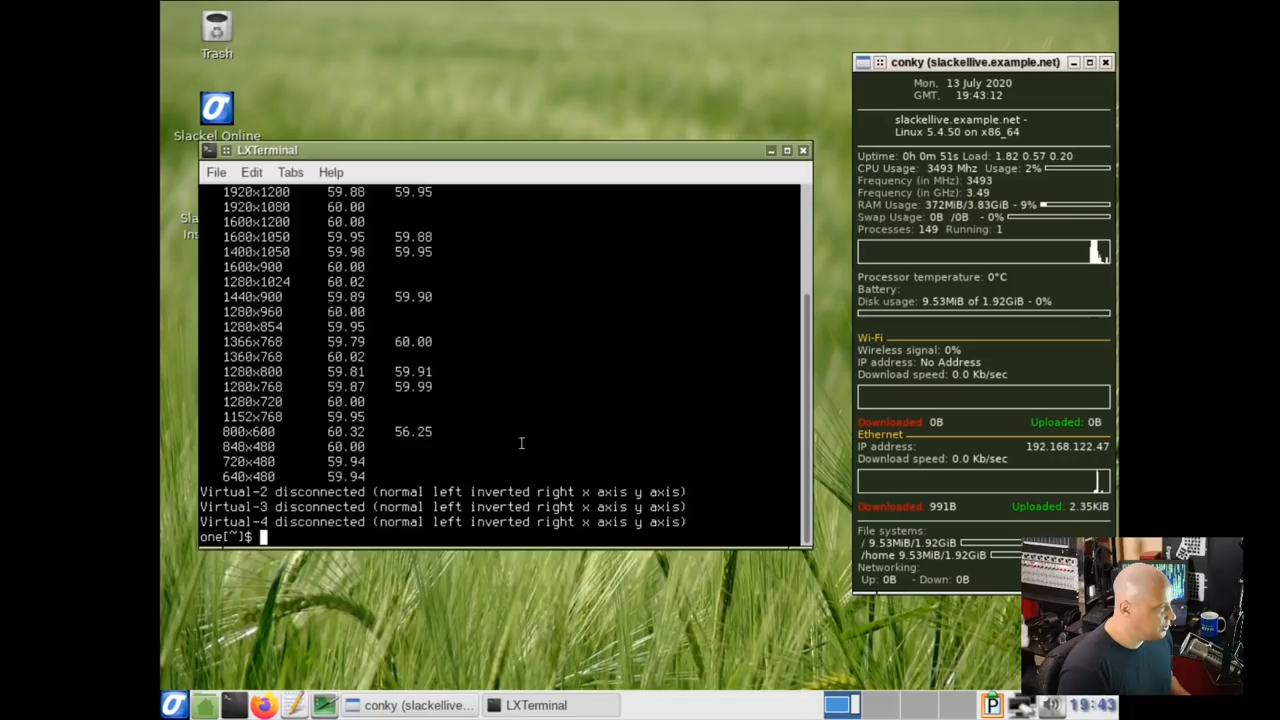 Trash
Slackel Online
Sla
Ins
LXTerminal
File Edit Tabs Help
1920x1200 59.88 59.95
1920x1080 60.00
1600x1200 60.00
1680x1050 59.95 59.88
1400x1050 59.98 59.95
1600x900 60.00
1280x1024 60.02
1440x900 59.89 59.90
1280x960 60.00
1280x854 59.95
1366x768 59.79 60.00
1360x768 60.02
1280x800 59.81 59.91
1280x768 59.87 59.99
1280x720 60.00
1152x768 59.95
800x600 60.32 56.25
848x480 60.00
720x480 59.94
640x480 59.94
Virtual-2 disconnected (normal left inverted right x axis y axis)
Virtual-3 disconnected (normal left inverted right x axis y axis)
Virtual-4 disconnected (normal left inverted right x axis y axis)
one[~]$
conky (slackellive.example.net)
Mon, 13 July 2020
GMT, 19:43:12
slackellive.example.net -
Linux 5.4.50 on x86_64
Uptime: 0h 0m 51s Load: 1.82 0.57 0.20
CPU Usage: 3493 Mhz Usage: 2%
Frequency (in MHz): 3493
Frequency (in GHz): 3.49
RAM Usage: 372MiB/3.83GiB - 9%
Swap Usage: 0B /0B - 0%
Processes: 149 Running: 1
Processor temperature: 0°C
Battery:
Disk usage: 9.53MiB of 1.92GiB - 0%
Wi-Fi
Wireless signal: 0%
IP address: No Address
Download speed: 0.0 Kb/sec
Downloaded 0B Uploaded: 0B
Ethernet
IP address: 192.168.122.47
Download speed: 0.0 Kb/sec
Downloaded 991B Uploaded: 2.35KiB
File systems:
/ 9.53MiB/1.92GiB
/home 9.53MiB/1.92GiB
Networking:
Up: 0B - Down: 0B
conky (slackellive... LXTerminal P 19:43